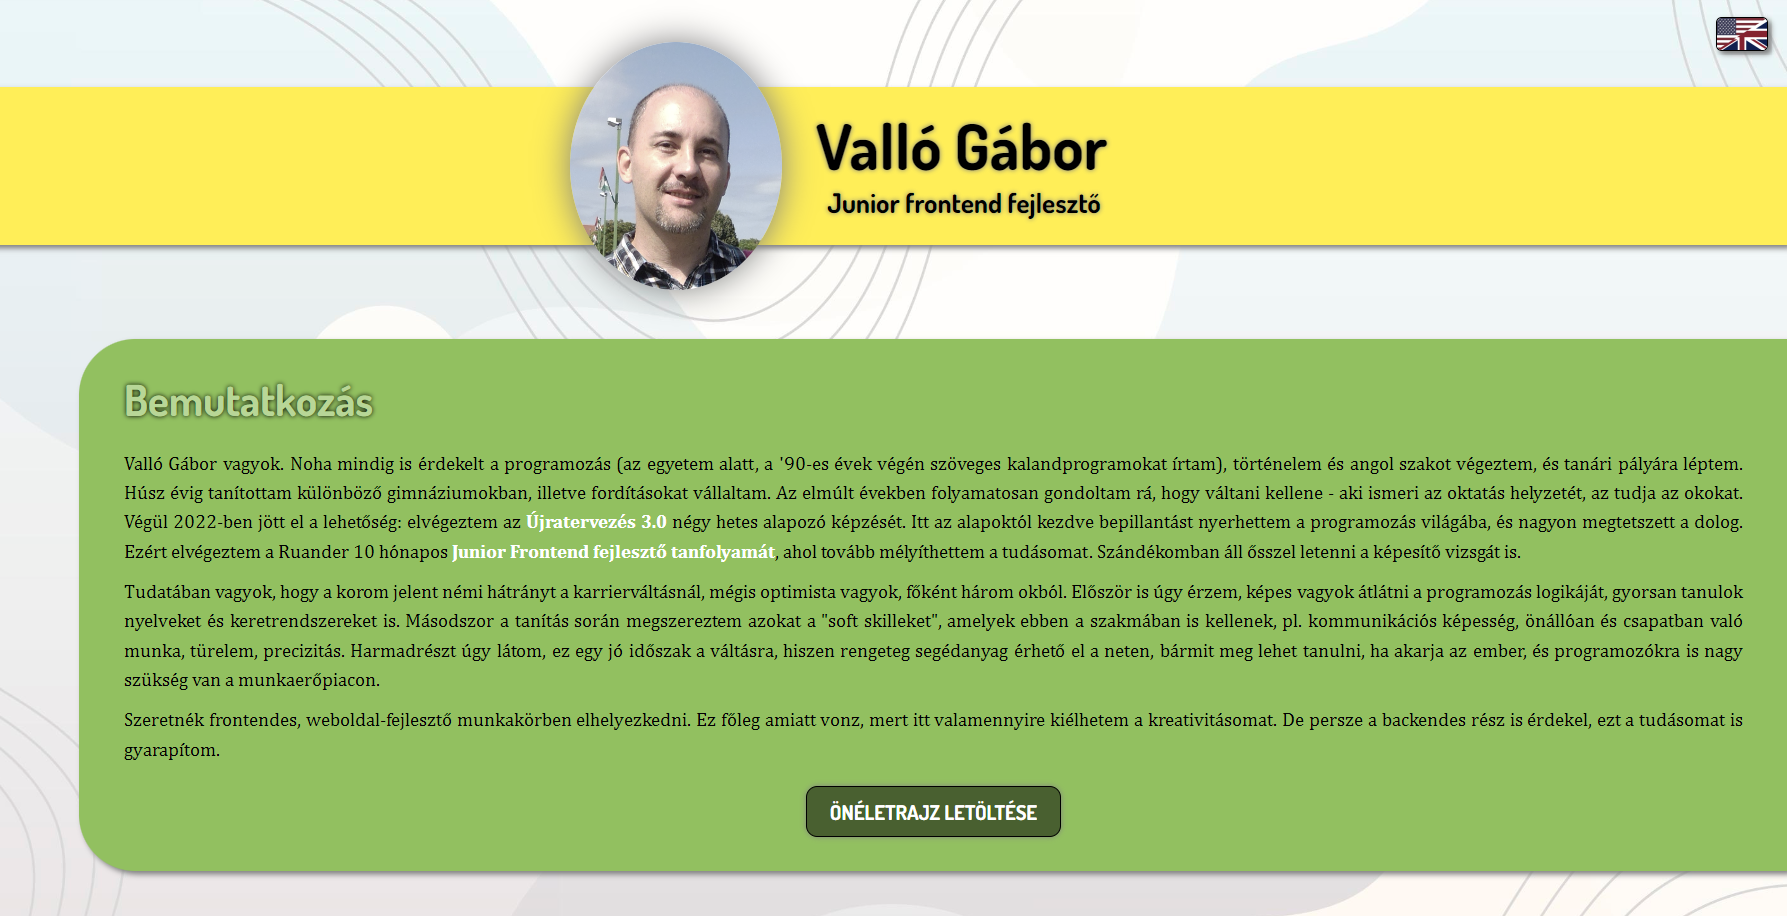 Valló Gábor
Junior frontend fejlesztő
Bemutatkozás
Valló Gábor vagyok. Noha mindig is érdekelt a programozás (az egyetem alatt, a '90-es évek végén szöveges kalandprogramokat írtam), történelem és angol szakot végeztem, és tanári pályára léptem.
Húsz évig tanítottam különböző gimnáziumokban, illetve fordításokat vállaltam. Az elmúlt években folyamatosan gondoltam rá, hogy váltani kellene - aki ismeri az oktatás helyzetét, az tudja az okokat.
Végül 2022-ben jött el a lehetőség: elvégeztem az Újratervezés 3.0 négy hetes alapozó képzését. Itt az alapoktól kezdve bepillantást nyerhettem a programozás világába, és nagyon megtetszett a dolog.
Ezért elvégeztem a Ruander 10 hónapos Junior Frontend fejlesztő tanfolyamát, ahol tovább mélyíthettem a tudásomat. Szándékomban áll ősszel letenni a képesítő vizsgát is.
Tudatában vagyok, hogy a korom jelent némi hátrányt a karrierváltásnál, mégis optimista vagyok, főként három okból. Először is úgy érzem, képes vagyok átlátni a programozás logikáját, gyorsan tanulok
nyelveket és keretrendszereket is. Másodszor a tanítás során megszereztem azokat a "soft skilleket", amelyek ebben a szakmában is kellenek, pl. kommunikációs képesség, önállóan és csapatban való
munka, türelem, precizitás. Harmadrészt úgy látom, ez egy jó időszak a váltásra, hiszen rengeteg segédanyag érhető el a neten, bármit meg lehet tanulni, ha akarja az ember, és programozókra is nagy
szükség van a munkaerőpiacon.
Szeretnék frontendes, weboldal-fejlesztő munkakörben elhelyezkedni. Ez főleg amiatt vonz, mert itt valamennyire kiélhetem a kreativitásomat. De persze a backendes rész is érdekel, ezt a tudásomat is
gyarapítom.
ÖNÉLETRAJZ LETÖLTÉSE